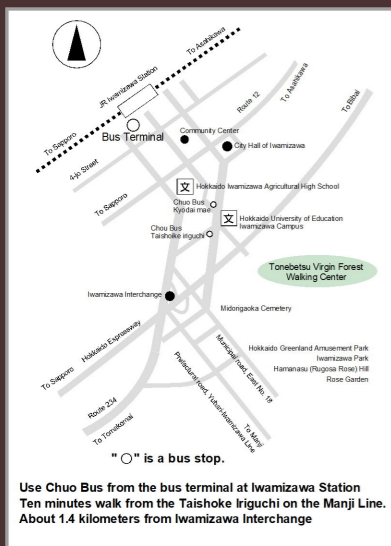 To Asahikawa
JR Iwamizawa Station
Route 12
To Asahikawa
To Bibai
Bus Terminal
Community Center
City Hall of Iwamizawa
To Sapporo
4-jo Street
To Sapporo
文 Hokkaido Iwamizawa Agricultural High School
Chuo Bus
Kyodai mae
文 Hokkaido University of Education
Iwamizawa Campus
Chou Bus
Taishoike iriguchi
Tonebetsu Virgin Forest
Walking Center
Iwamizawa Interchange
Midorigaoka Cemetery
Hokkaido Expressway
To Sapporo
Municipal road, East No. 18
Hokkaido Greenland Amusement Park
Iwamizawa Park
Hamanasu (Rugosa Rose) Hill
Rose Garden
Prefectural road, Yubari-Iwamizawa Line
Route 234
To Tomakomai
To Manji
" ○" is a bus stop.
Use Chuo Bus from the bus terminal at Iwamizawa Station
Ten minutes walk from the Taishoke Iriguchi on the Manji Line.
About 1.4 kilometers from Iwamizawa Interchange